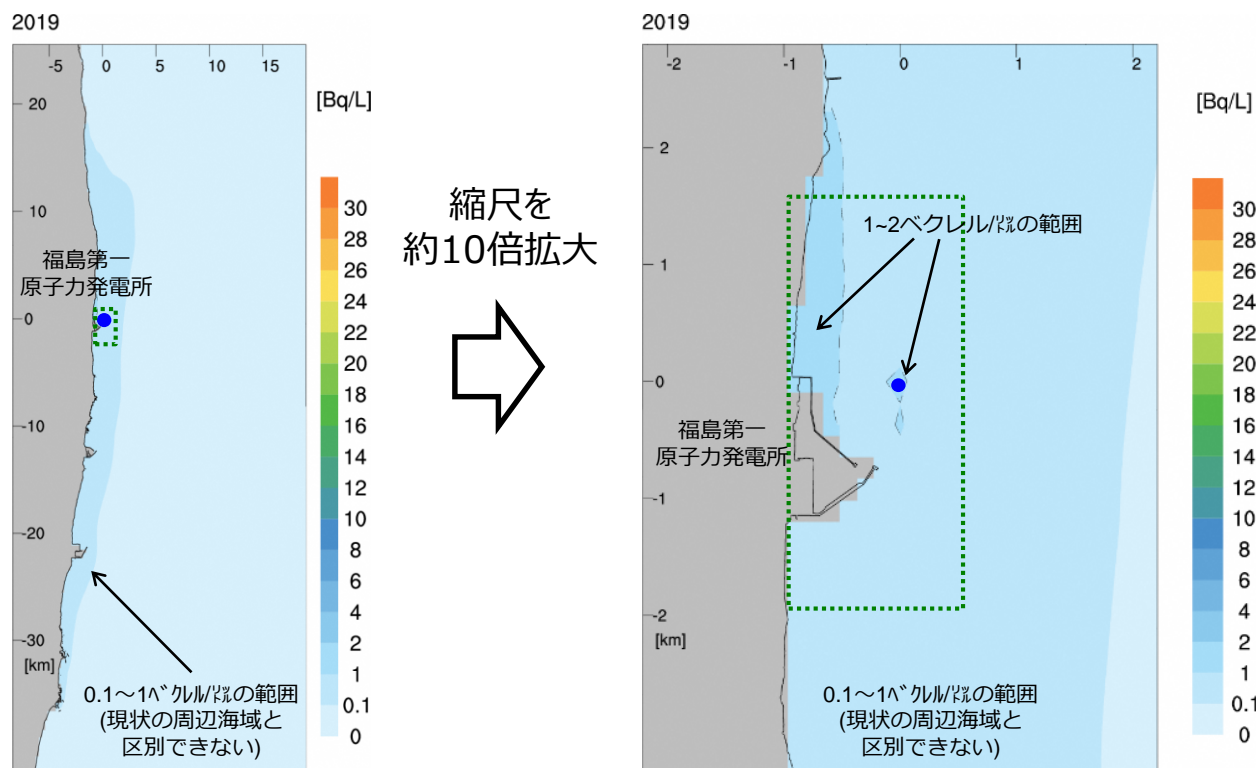 2019
-5 0 5 10 15
20
10
0
-10
-20
-30
[km]
福島第一
原子力発電所
0.1～1ﾍﾞｸﾚﾙ/㍑の範囲
(現状の周辺海域と
区別できない)
[Bq/L]
30
28
26
24
22
20
18
16
14
12
10
8
6
4
2
1
0.1
0
縮尺を
約10倍拡大
2019
-2 -1 0 1 2
2
1
0
-1
-2
[km]
1~2ベクレル/㍑の範囲
福島第一
原子力発電所
0.1～1ﾍﾞｸﾚﾙ/㍑の範囲
(現状の周辺海域と
区別できない)
[Bq/L]
30
28
26
24
22
20
18
16
14
12
10
8
6
4
2
1
0.1
0